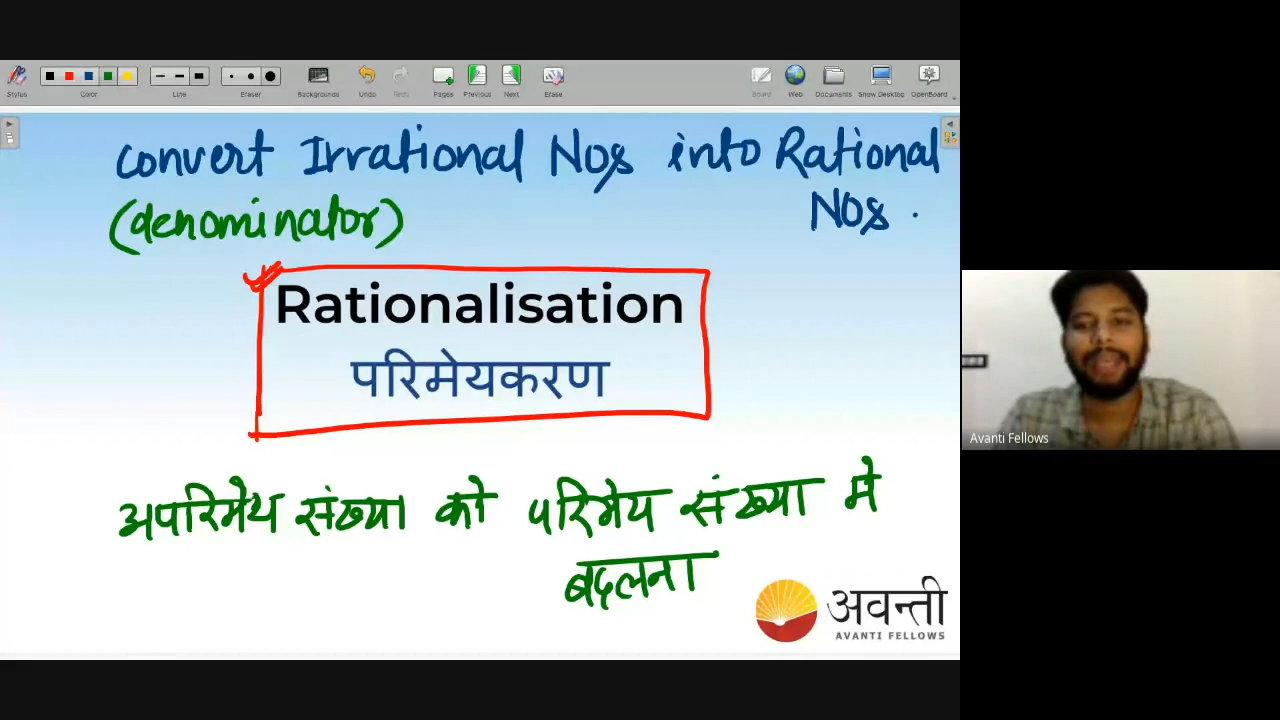 Stylus
Color
Line
Eraser
Backgrounds
Undo
Redo
Pages
Previous
Next
Erase
Board
Web
Documents
Show Desktop
OpenBoard
convert Irrational Nos into Rational
Nos.
(denominator)
Rationalisation
परिमेयकरण
अपरिमेय संख्या को परिमेय संख्या मे
बदलना
अवन्ती
AVANTI FELLOWS
Avanti Fellows